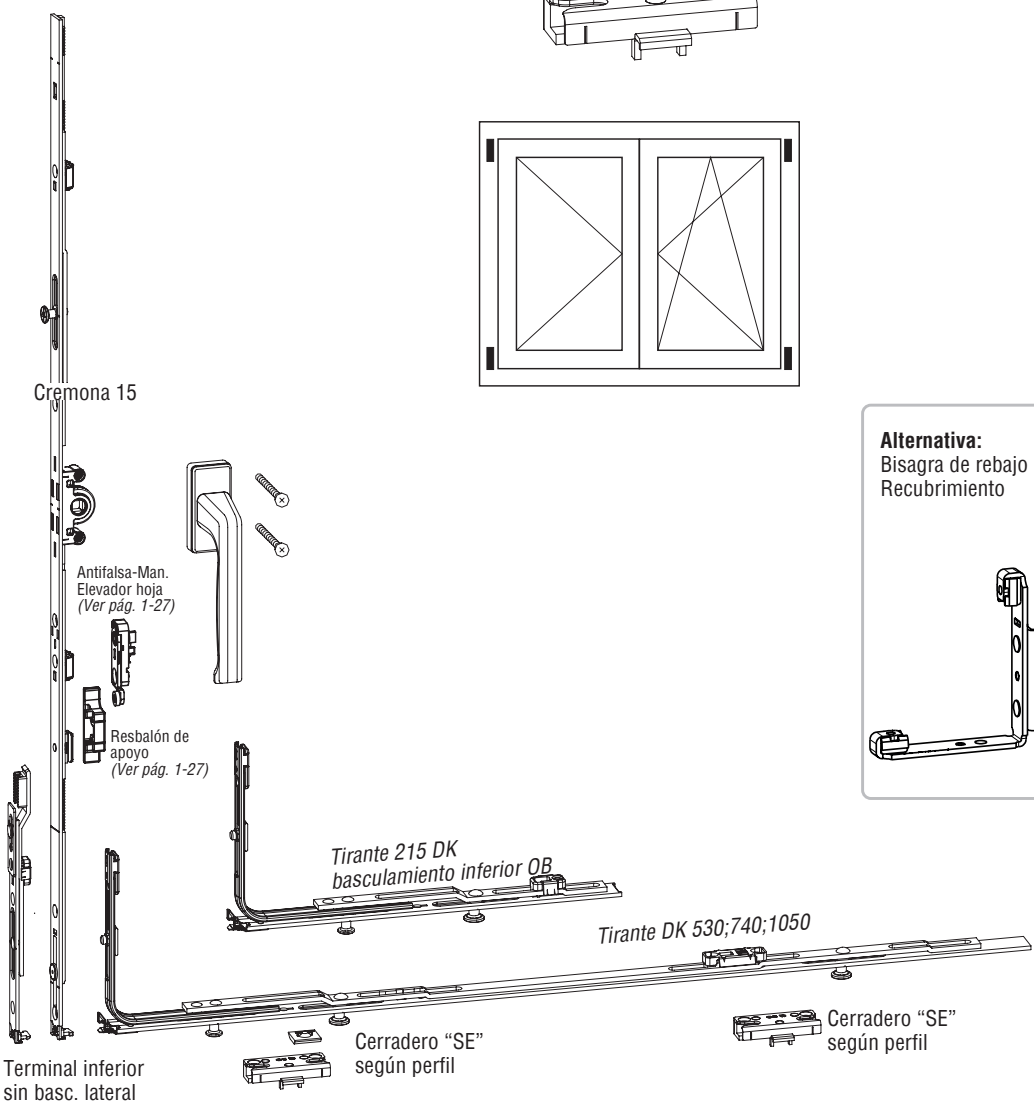 Cremona 15
Alternativa:
Bisagra de rebajo
Recubrimiento
Antifalsa-Man.
Elevador hoja
(Ver pág. 1-27)
Resbalón de
apoyo
(Ver pág. 1-27)
Tirante 215 DK
basculamiento inferior OB
Tirante DK 530;740;1050
Cerradero “SE”
según perfil
Cerradero “SE”
según perfil
Terminal inferior
sin basc. lateral